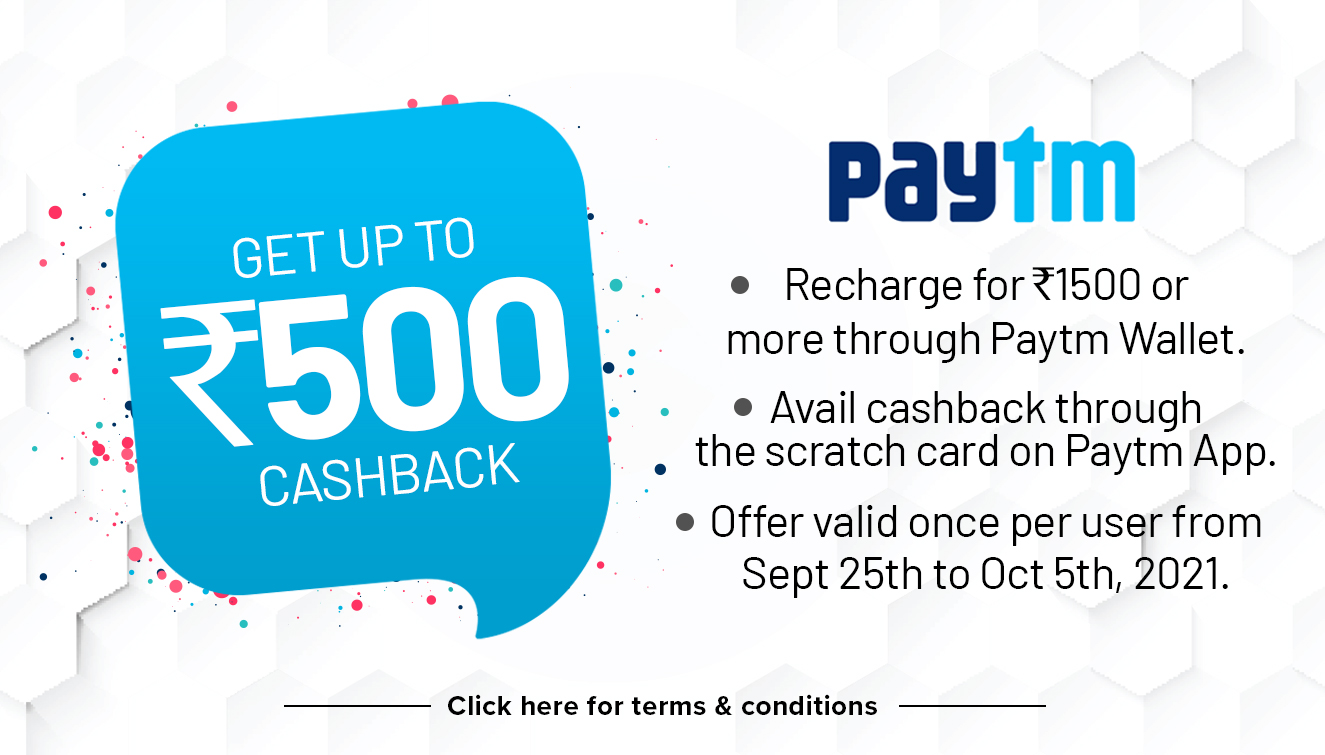 GET UP TO
₹500
CASHBACK
paytm
• Recharge for ₹1500 or
more through Paytm Wallet.
• Avail cashback through
the scratch card on Paytm App.
• Offer valid once per user from
Sept 25th to Oct 5th, 2021.
Click here for terms & conditions